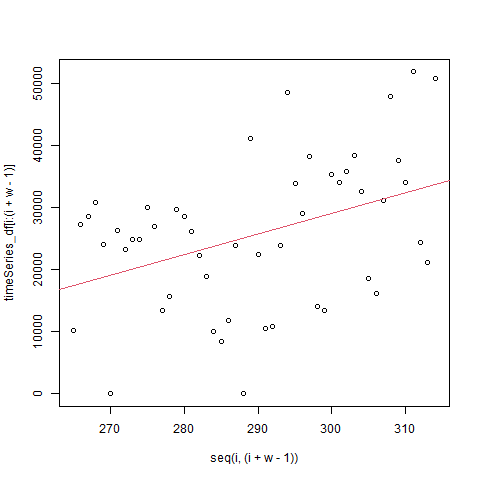 50000
40000
30000
20000
10000
0
timeSeries_df[i:(i + w - 1)]
270 280 290 300 310
seq(i, (i + w - 1))